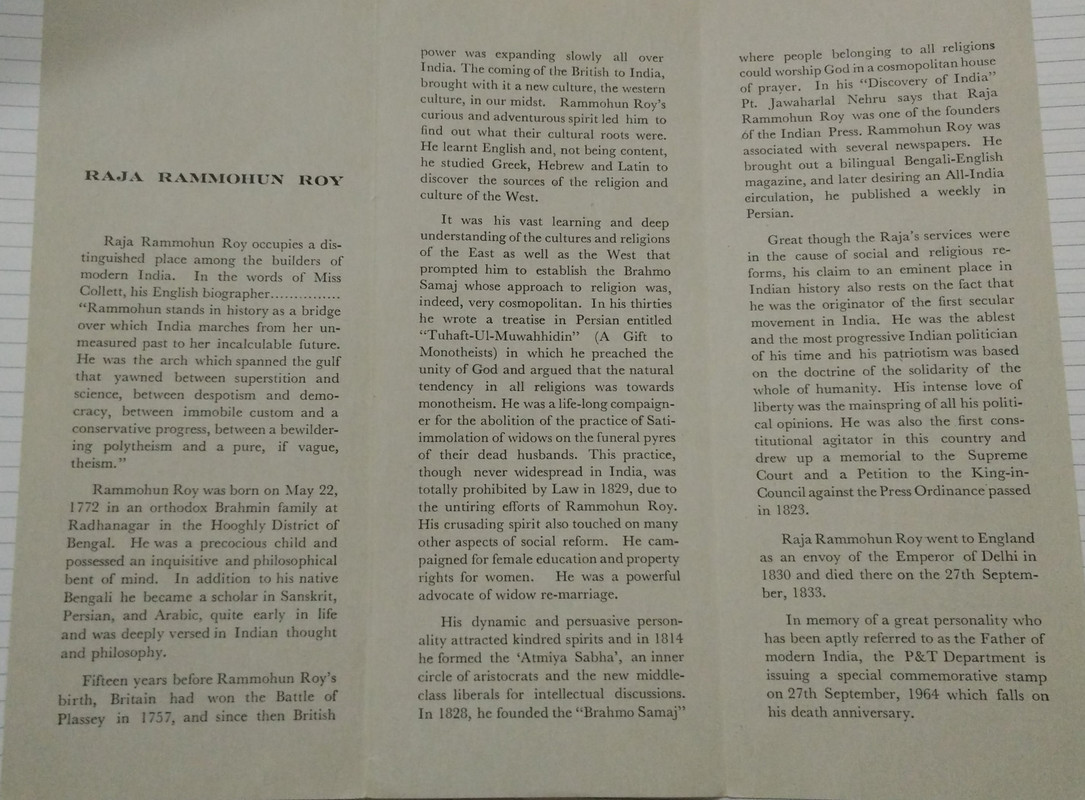 RAJA RAMMOHUN ROY
Raja Rammohun Roy occupies a dis-
tinguished place among the builders of
modern India. In the words of Miss
Collett, his English biographer...............
“Rammohun stands in history as a bridge
over which India marches from her un-
measured past to her incalculable future.
He was the arch which spanned the gulf
that yawned between superstition and
science, between despotism and demo-
cracy, between immobile custom and a
conservative progress, between a bewilder-
ing polytheism and a pure, if vague,
theism.”
Rammohun Roy was born on May 22,
1772 in an orthodox Brahmin family at
Radhanagar in the Hooghly District of
Bengal. He was a precocious child and
possessed an inquisitive and philosophical
bent of mind. In addition to his native
Bengali he became a scholar in Sanskrit,
Persian, and Arabic, quite early in life
and was deeply versed in Indian thought
and philosophy.
Fifteen years before Rammohun Roy’s
birth, Britain had won the Battle of
Plassey in 1757, and since then British
power was expanding slowly all over
India. The coming of the British to India,
brought with it a new culture, the western
culture, in our midst. Rammohun Roy’s
curious and adventurous spirit led him to
find out what their cultural roots were.
He learnt English and, not being content,
he studied Greek, Hebrew and Latin to
discover the sources of the religion and
culture of the West.
It was his vast learning and deep
understanding of the cultures and religions
of the East as well as the West that
prompted him to establish the Brahmo
Samaj whose approach to religion was,
indeed, very cosmopolitan. In his thirties
he wrote a treatise in Persian entitled
“Tuhaft-Ul-Muwahhidin” (A Gift to
Monotheists) in which he preached the
unity of God and argued that the natural
tendency in all religions was towards
monotheism. He was a life-long compaign-
er for the abolition of the practice of Sati-
immolation of widows on the funeral pyres
of their dead husbands. This practice,
though never widespread in India, was
totally prohibited by Law in 1829, due to
the untiring efforts of Rammohun Roy.
His crusading spirit also touched on many
other aspects of social reform. He cam-
paigned for female education and property
rights for women. He was a powerful
advocate of widow re-marriage.
His dynamic and persuasive person-
ality attracted kindred spirits and in 1814
he formed the ‘Atmiya Sabha’, an inner
circle of aristocrats and the new middle-
class liberals for intellectual discussions.
In 1828, he founded the “Brahmo Samaj”
where people belonging to all religions
could worship God in a cosmopolitan house
of prayer. In his “Discovery of India”
Pt. Jawaharlal Nehru says that Raja
Rammohun Roy was one of the founders
of the Indian Press. Rammohun Roy was
associated with several newspapers. He
brought out a bilingual Bengali-English
magazine, and later desiring an All-India
circulation, he published a weekly in
Persian.
Great though the Raja’s services were
in the cause of social and religious re-
forms, his claim to an eminent place in
Indian history also rests on the fact that
he was the originator of the first secular
movement in India. He was the ablest
and the most progressive Indian politician
of his time and his patriotism was based
on the doctrine of the solidarity of the
whole of humanity. His intense love of
liberty was the mainspring of all his politi-
cal opinions. He was also the first cons-
titutional agitator in this country and
drew up a memorial to the Supreme
Court and a Petition to the King-in-
Council against the Press Ordinance passed
in 1823.
Raja Rammohun Roy went to England
as an envoy of the Emperor of Delhi in
1830 and died there on the 27th Septem-
ber, 1833.
In memory of a great personality who
has been aptly referred to as the Father of
modern India, the P&T Department is
issuing a special commemorative stamp
on 27th September, 1964 which falls on
his death anniversary.